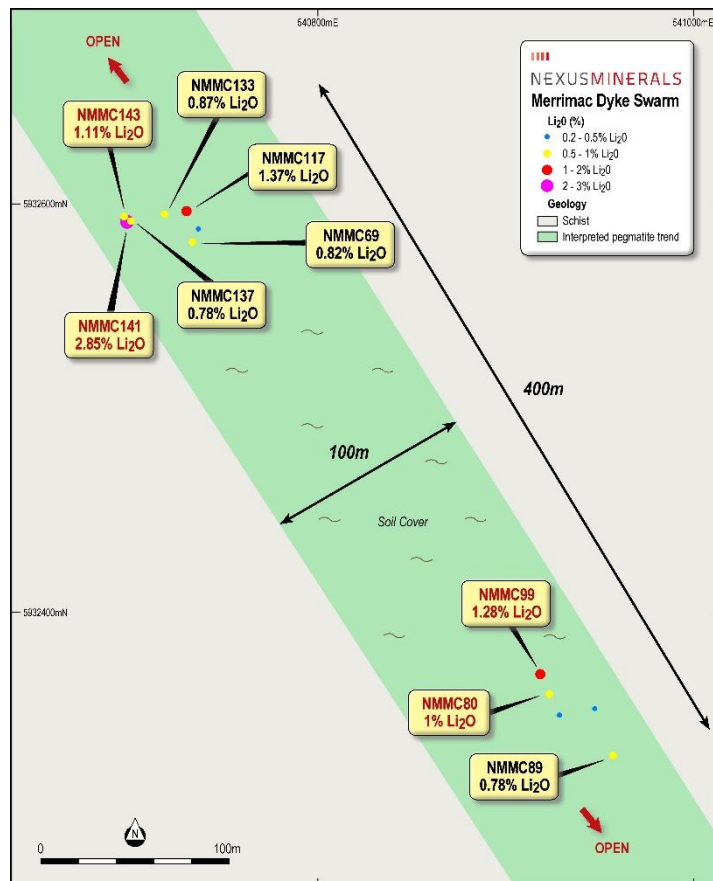 540800mE
541000mE
OPEN
NEXUSMINERALS
Merrimac Dyke Swarm
Li2O (%)
0.2 - 0.5% Li2O
0.5 - 1% Li2O
1 - 2% Li2O
2 - 3% Li2O
Geology
Schist
Interpreted pegmatite trend
NMMC133
0.87% Li2O
NMMC143
1.11% Li2O
NMMC117
1.37% Li2O
5932600mN
NMMC69
0.82% Li2O
NMMC137
0.78% Li2O
NMMC141
2.85% Li2O
400m
100m
Soil Cover
NMMC99
1.28% Li2O
5932400mN
NMMC80
1% Li2O
NMMC89
0.78% Li2O
N
OPEN
0
100m